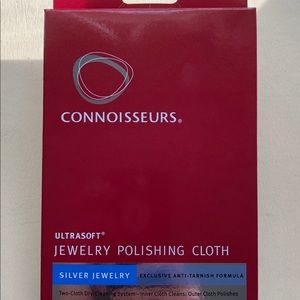 CONNOISSEURS®
ULTRASOFT®
JEWELRY POLISHING CLOTH
SILVER JEWELRY EXCLUSIVE ANTI-TARNISH FORMULA
Two-Cloth Dry Cleaning System- Inner Cloth Cleans, Outer Cloth Polishes